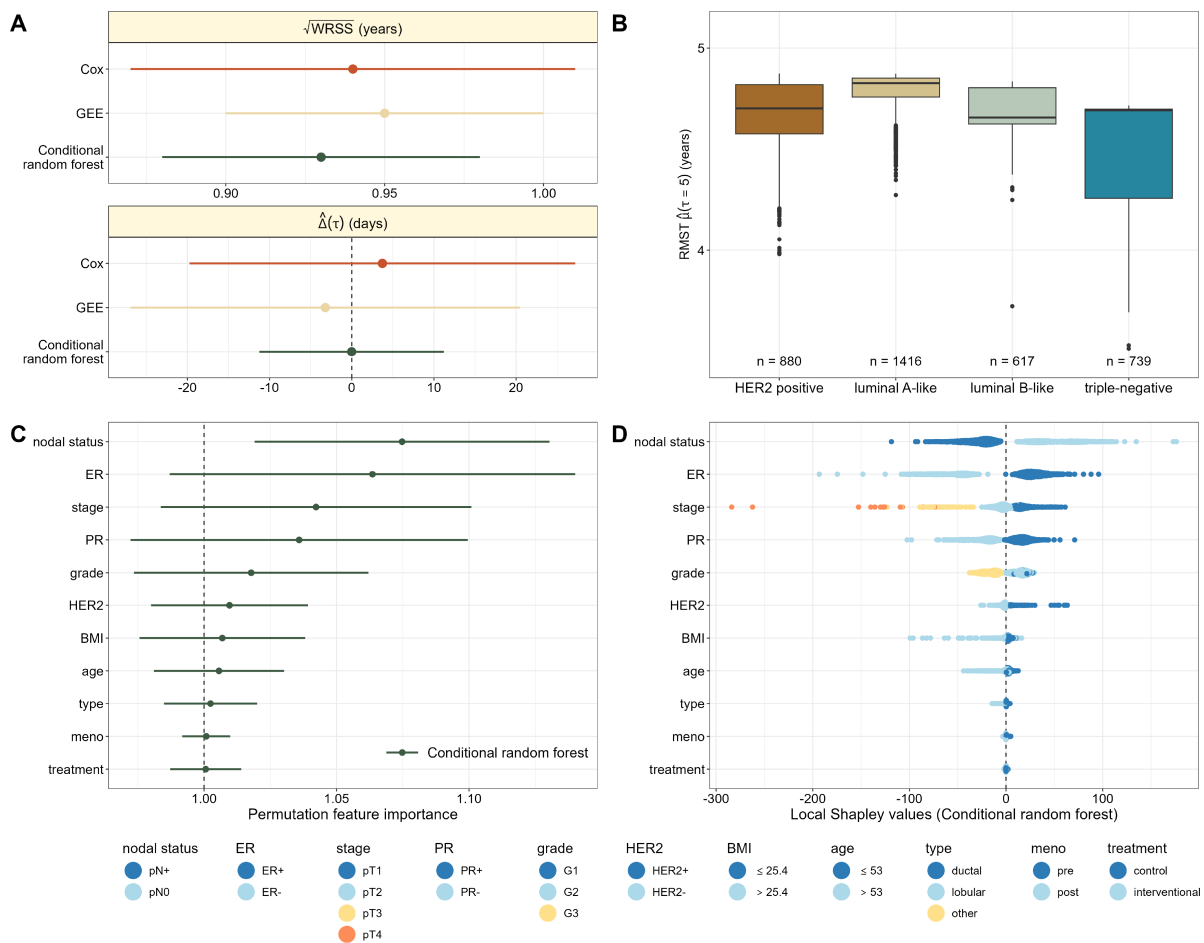 A
√WRSS (years)
Cox
GEE
Conditional
random forest
0.90 0.95 1.00
Δ̂(τ) (days)
Cox
GEE
Conditional
random forest
-20 -10 0 10 20
B
RMST μ̂(τ = 5) (years)
5
4
n = 880 n = 1416 n = 617 n = 739
HER2 positive luminal A-like luminal B-like triple-negative
C
nodal status
ER
stage
PR
grade
HER2
BMI
age
type
meno
treatment
Conditional random forest
1.00 1.05 1.10
Permutation feature importance
D
nodal status
ER
stage
PR
grade
HER2
BMI
age
type
meno
treatment
-300 -200 -100 0 100
Local Shapley values (Conditional random forest)
nodal status
pN+
pN0
ER
ER+
ER-
stage
pT1
pT2
pT3
pT4
PR
PR+
PR-
grade
G1
G2
G3
HER2
HER2+
HER2-
BMI
≤ 25.4
> 25.4
age
≤ 53
> 53
type
ductal
lobular
other
meno
pre
post
treatment
control
interventional